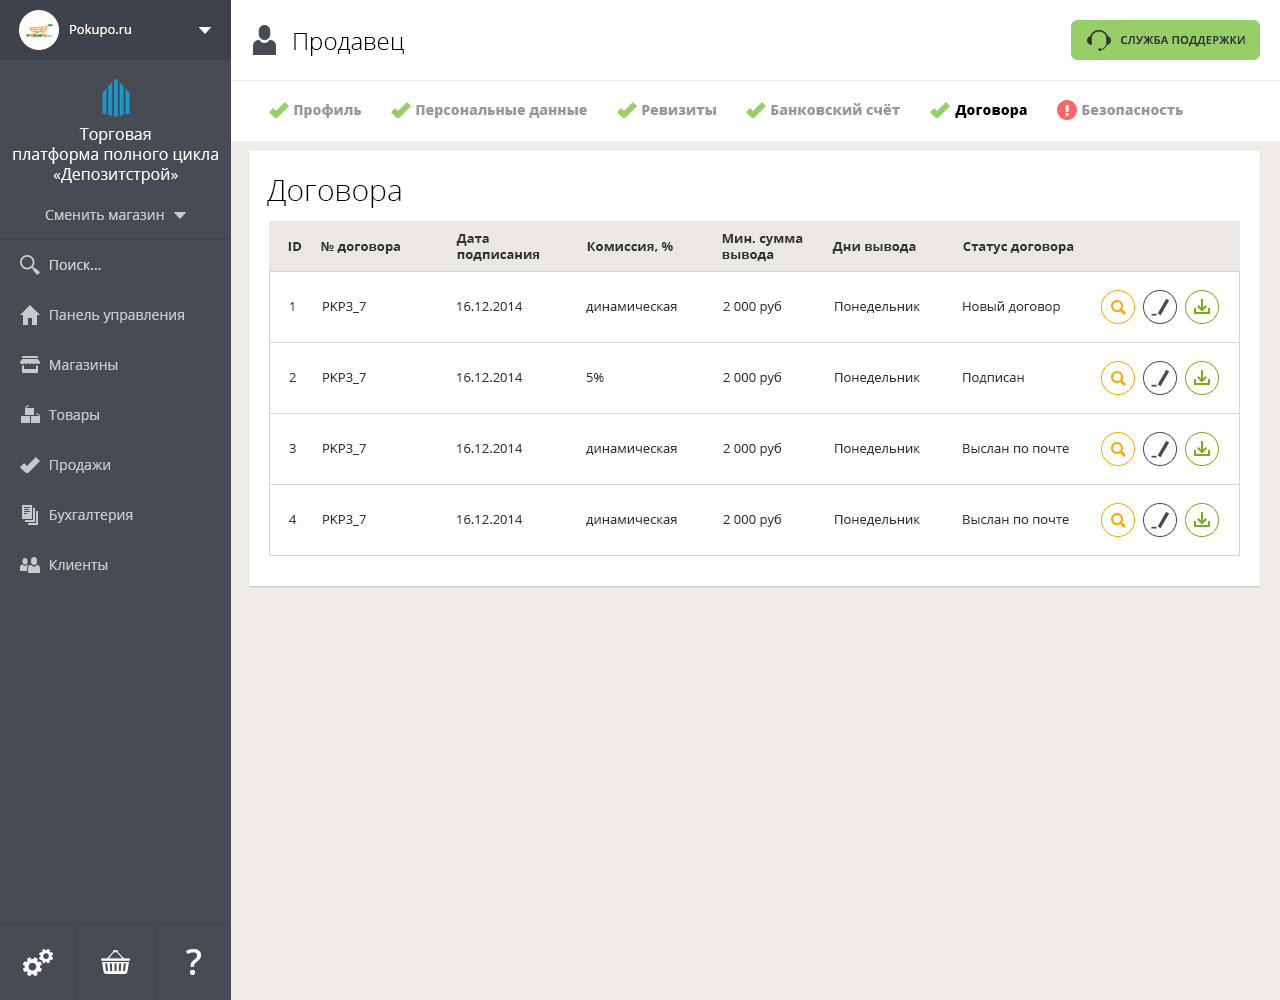 Pokupo.ru
Торговая
платформа полного цикла
«Депозитстрой»
Сменить магазин
Поиск...
Панель управления
Магазины
Товары
Продажи
Бухгалтерия
Клиенты
?
Продавец
СЛУЖБА ПОДДЕРЖКИ
Профиль Персональные данные Ревизиты Банковский счёт Договора Безопасность
Договора
ID № договора Дата подписания Комиссия, % Мин. сумма вывода Дни вывода Статус договора
1 PKP3_7 16.12.2014 динамическая 2 000 руб Понедельник Новый договор
2 PKP3_7 16.12.2014 5% 2 000 руб Понедельник Подписан
3 PKP3_7 16.12.2014 динамическая 2 000 руб Понедельник Выслан по почте
4 PKP3_7 16.12.2014 динамическая 2 000 руб Понедельник Выслан по почте